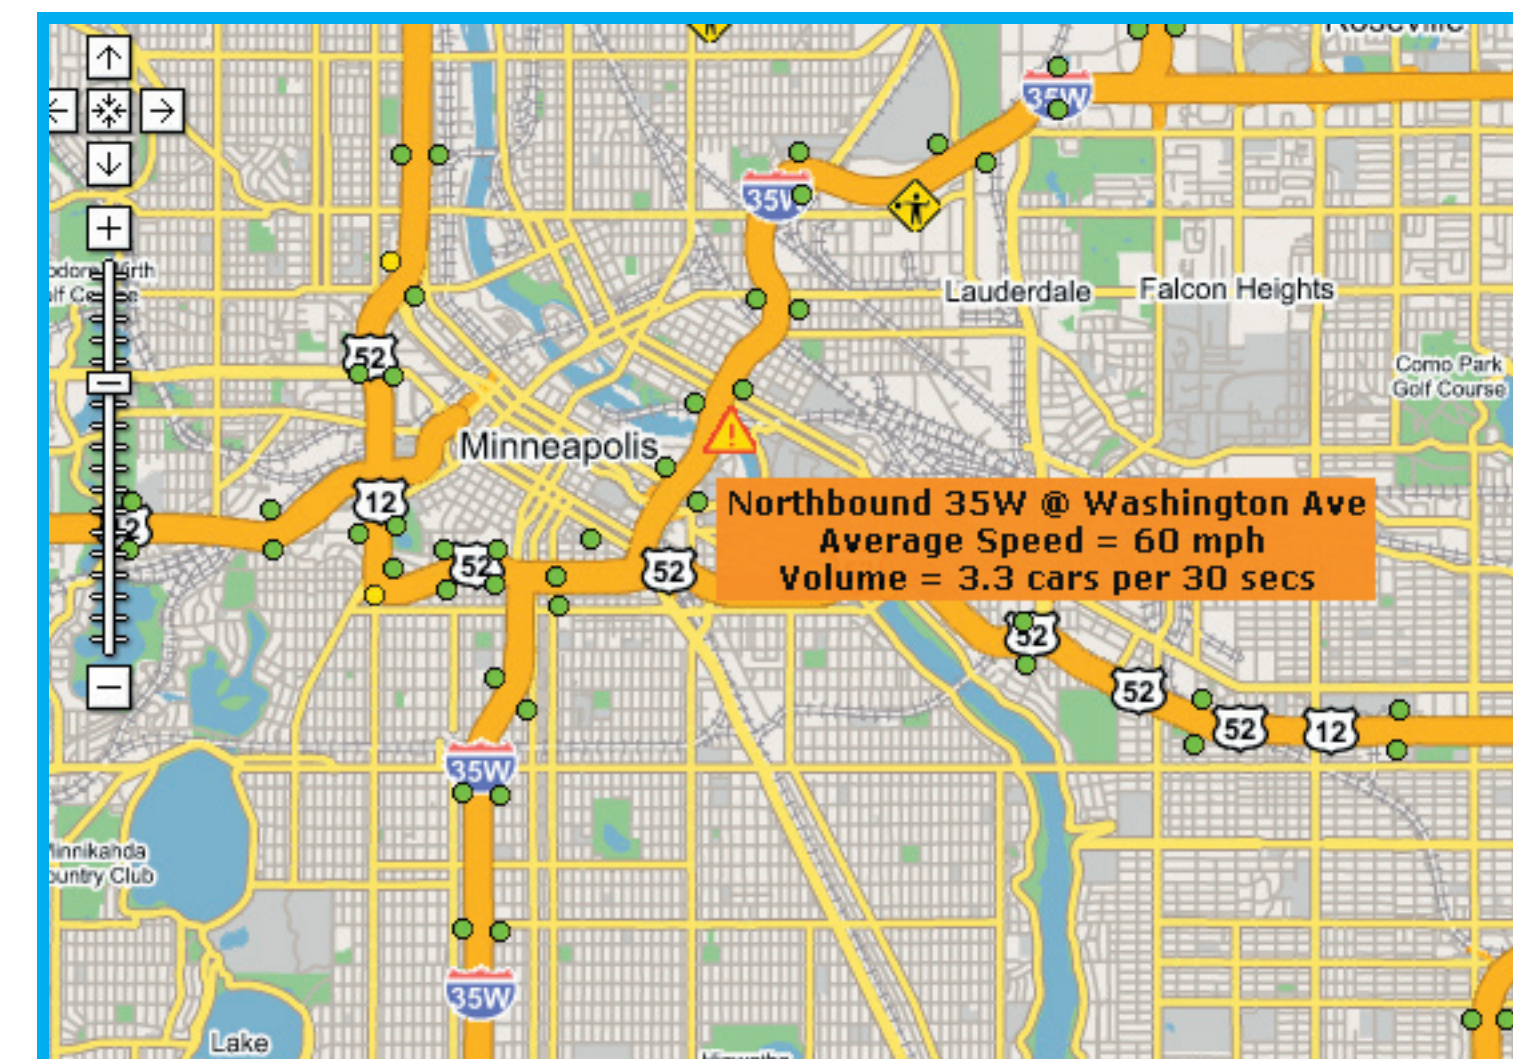 Roseville
35W
35W
Lauderdale
Falcon Heights
52
Como Park
Golf Course
Minneapolis
12
Northbound 35W @ Washington Ave
Average Speed = 60 mph
Volume = 3.3 cars per 30 secs
52
52
52
52
52
12
35W
35W
Lake